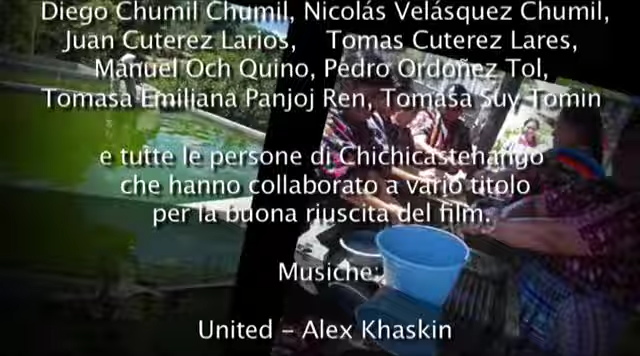 Diego Chumil Chumil, Nicolás Velásquez Chumil,
Juan Cuterez Larios, Tomas Cuterez Lares,
Manuel Och Quino, Pedro Ordoñez Tol,
Tomasa Emiliana Panjoj Ren, Tomasa Suy Tomin
e tutte le persone di Chichicastenango
che hanno collaborato a vario titolo
per la buona riuscita del film.
Musiche:
United - Alex Khaskin